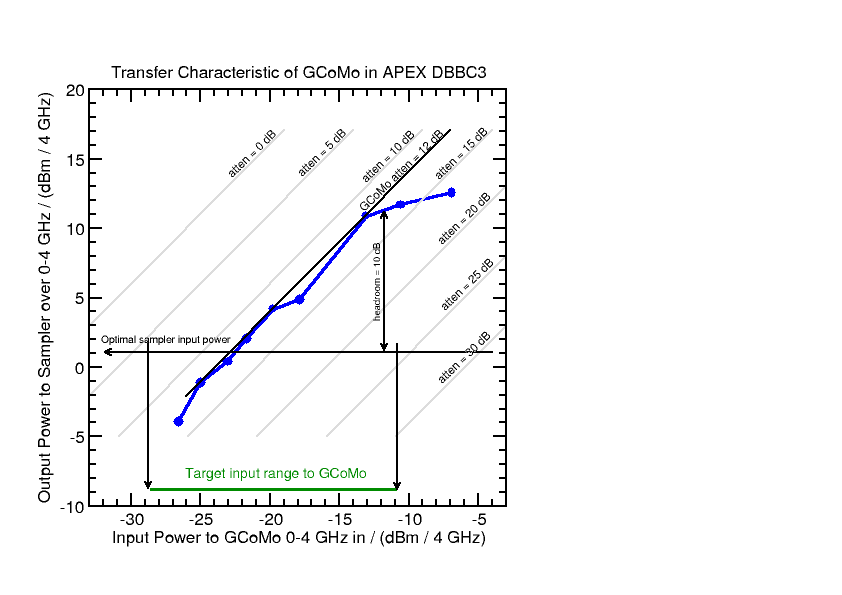 Transfer Characteristic of GCoMo in APEX DBBC3
Output Power to Sampler over 0-4 GHz / (dBm / 4 GHz)
20
15
10
5
0
-5
-10
atten = 0 dB
atten = 5 dB
atten = 10 dB
GCoMo atten = 12 dB
atten = 15 dB
atten = 20 dB
atten = 25 dB
atten = 30 dB
headroom = 10 dB
Optimal sampler input power
Target input range to GCoMo
-30 -25 -20 -15 -10 -5
Input Power to GCoMo 0-4 GHz in / (dBm / 4 GHz)